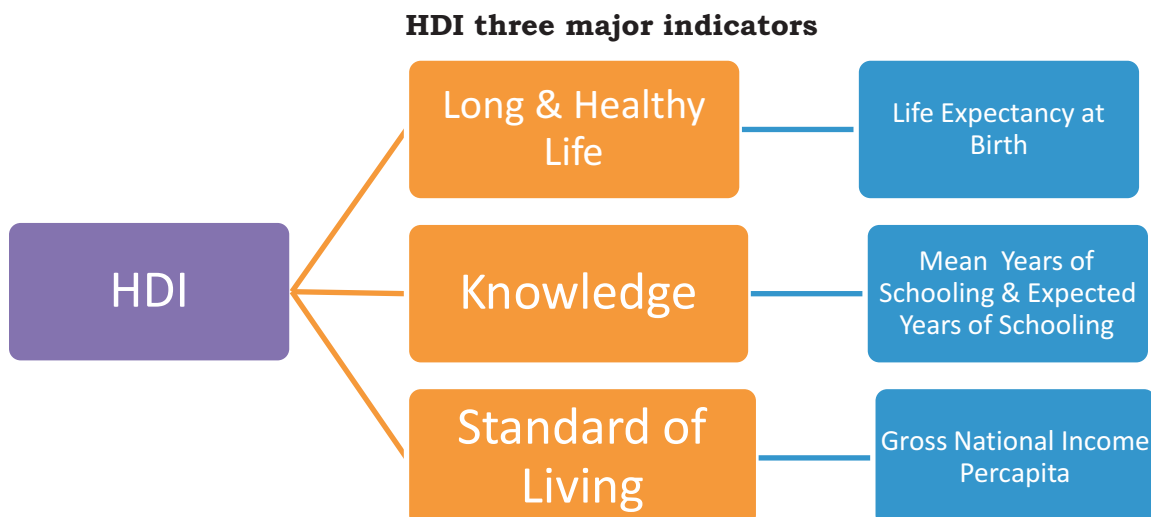 HDI three major indicators
Long & Healthy
Life
Life Expectancy at
Birth
HDI
Knowledge
Mean Years of
Schooling & Expected
Years of Schooling
Standard of
Living
Gross National Income
Percapita